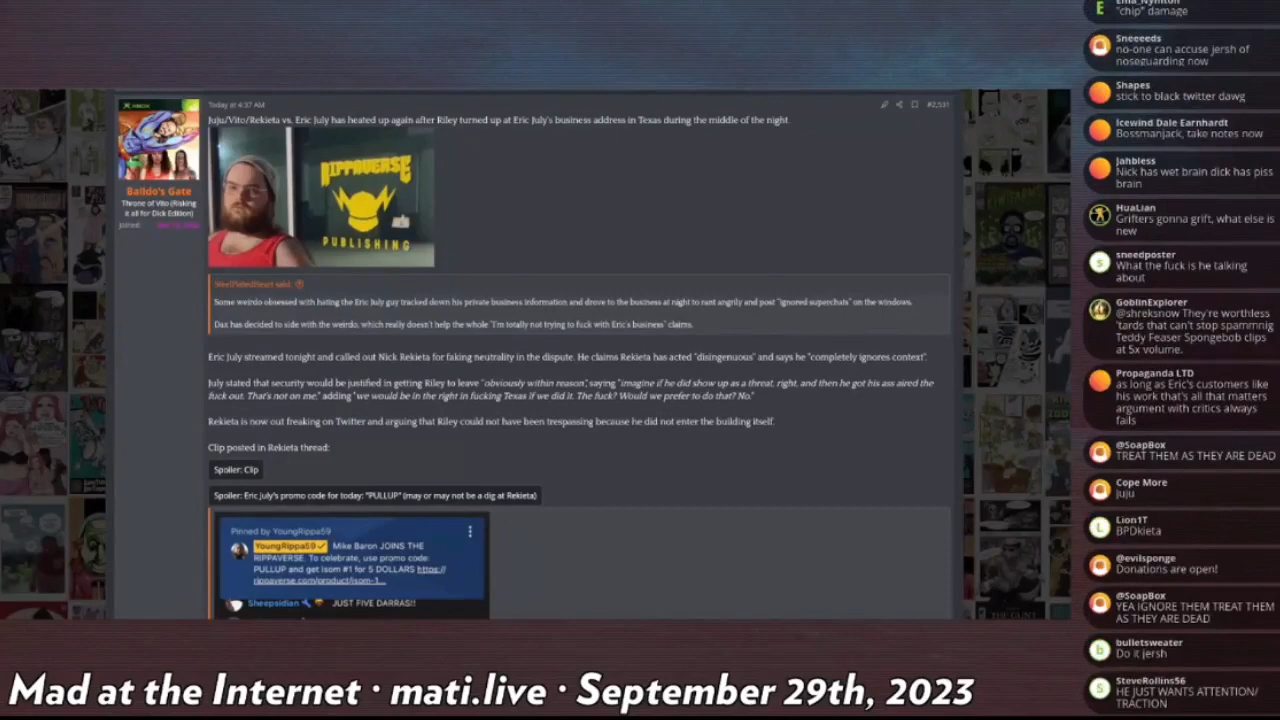 Today at 4:37 AM
#2,531
Juju/Vito/Rekieta vs. Eric July has heated up again after Riley turned up at Eric July's business address in Texas during the middle of the night.
RIPPAVERSE
PUBLISHING
Balldo's Gate
Throne of Vito (Risking
it all for Dick Edition)
Joined:
SteelPlatedHeart said:
Some weirdo obsessed with hating the Eric July guy tracked down his private business information and drove to the business at night to rant angrily and post "ignored superchats" on the windows.
Dax has decided to side with the weirdo, which really doesn't help the whole "I'm totally not trying to fuck with Eric's business" claims.
Eric July streamed tonight and called out Nick Rekieta for faking neutrality in the dispute. He claims Rekieta has acted "disingenuous" and says he "completely ignores context".
July stated that security would be justified in getting Riley to leave "obviously within reason", saying "imagine if he did show up as a threat, right, and then he got his ass aired the
fuck out. That's not on me," adding "we would be in the right in fucking Texas if we did it. The fuck? Would we prefer to do that? No."
Rekieta is now out freaking on Twitter and arguing that Riley could not have been trespassing because he did not enter the building itself.
Clip posted in Rekieta thread:
Spoiler: Clip
Spoiler: Eric July's promo code for today: "PULLUP" (may or may not be a dig at Rekieta)
Pinned by YoungRippa59
YoungRippa59 Mike Baron JOINS THE
RIPPAVERSE. To celebrate, use promo code:
PULLUP and get isom #1 for 5 DOLLARS https://
rippaverse.com/product/isom-1...
Sheepsidian JUST FIVE DARRAS!!
Ema_Nymton
"chip" damage
Sneeeeds
no-one can accuse jersh of
noseguarding now
Shapes
stick to black twitter dawg
Icewind Dale Earnhardt
Bossmanjack, take notes now
Jahbless
Nick has wet brain dick has piss
brain
HuaLian
Grifters gonna grift, what else is
new
sneedposter
What the fuck is he talking
about
GoblinExplorer
@shreksnow They're worthless
'tards that can't stop spammnig
Teddy Feaser Spongebob clips
at 5x volume.
Propaganda LTD
as long as Eric's customers like
his work that's all that matters
argument with critics always
fails
@SoapBox
TREAT THEM AS THEY ARE DEAD
Cope More
Juju
Lion1T
BPDkieta
@evilsponge
Donations are open!
@SoapBox
YEA IGNORE THEM TREAT THEM
AS THEY ARE DEAD
bulletsweater
Do it jersh
SteveRollins56
HE JUST WANTS ATTENTION/
TRACTION
Mad at the Internet · mati.live · September 29th, 2023